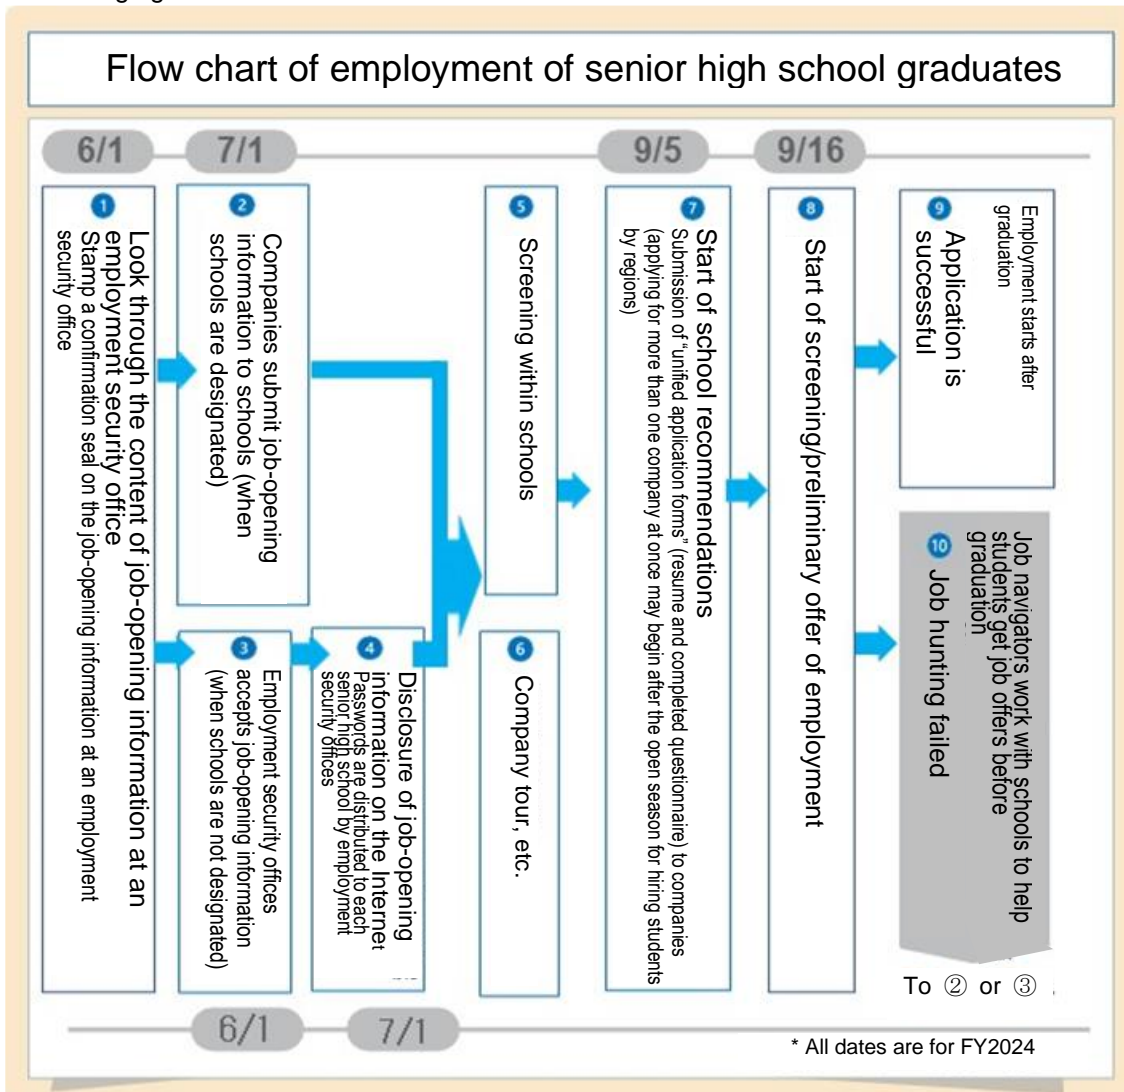 Flow chart of employment of senior high school graduates
6/1
7/1
9/5
9/16
1
Look through the content of job-opening information at an
employment security office
Stamp a confirmation seal on the job-opening information at an employment
security office
2
Companies submit job-opening
information to schools (when
schools are designated)
3
Employment security offices
accepts job-opening information
(when schools are not designated)
4
Disclosure of job-opening
information on the Internet
Passwords are distributed to each
senior high school by employment
security offices
5
Screening within schools
6
Company tour, etc.
7
Start of school recommendations
Submission of "unified application forms" (resume and completed questionnaire) to companies
(applying for more than one company at once may begin after the open season for hiring students
by regions)
8
Start of screening/preliminary offer of employment
Employment starts after
graduation
9
Application is
successful
Job navigators work with schools to help
students get job offers before
graduation
10
Job hunting failed
To ② or ③
6/1
7/1
* All dates are for FY2024